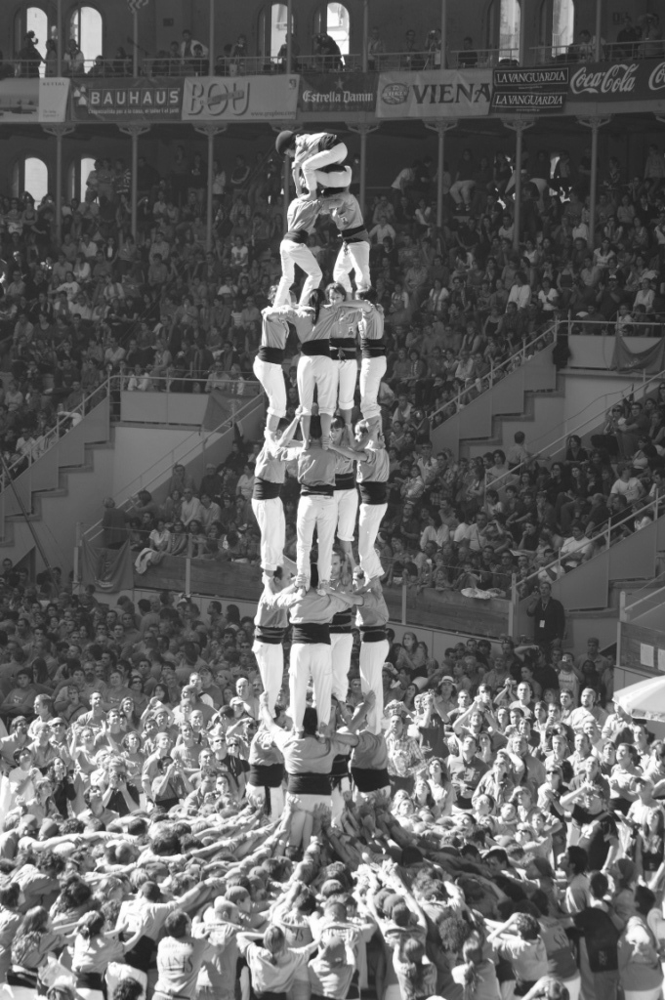 BAUHAUS
BOU
Estrella Damm
VIENA
LA VANGUARDIA
LA VANGUARDIA
Coca-Cola